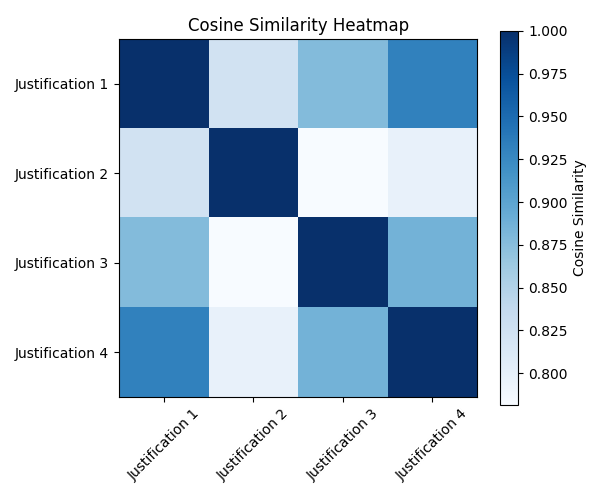 Cosine Similarity Heatmap
Justification 1
Justification 2
Justification 3
Justification 4
Justification 1
Justification 2
Justification 3
Justification 4
1.000
0.975
0.950
0.925
0.900
0.875
0.850
0.825
0.800
Cosine Similarity